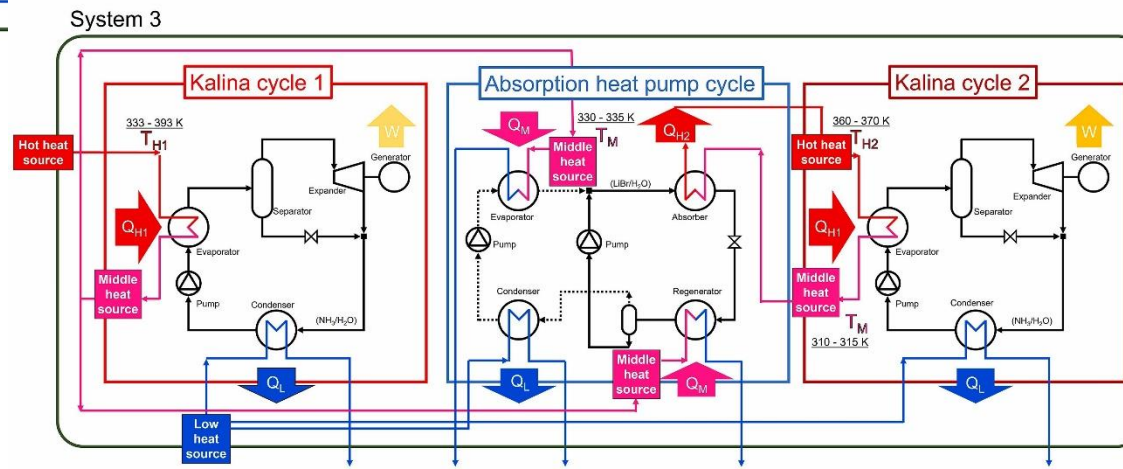 System 3
Kalina cycle 1
333 - 393 K
T_H1
Hot heat
source
Q_H1
Middle
heat
source
Evaporator
Pump
Separator
Expander
W
Generator
Condenser
(NH₃/H₂O)
Q_L
Low
heat
source
Absorption heat pump cycle
Q_M
330 - 335 K
T_M
Middle
heat
source
Q_H2
(LiBr/H₂O)
Evaporator
Absorber
Pump
Pump
Condenser
Regenerator
Q_L
Middle
heat
source
Q_M
Kalina cycle 2
360 - 370 K
T_H2
Hot heat
source
Q_H1
Middle
heat
source
T_M
310 - 315 K
Evaporator
Pump
Separator
Expander
W
Generator
Condenser
(NH₃/H₂O)
Q_L